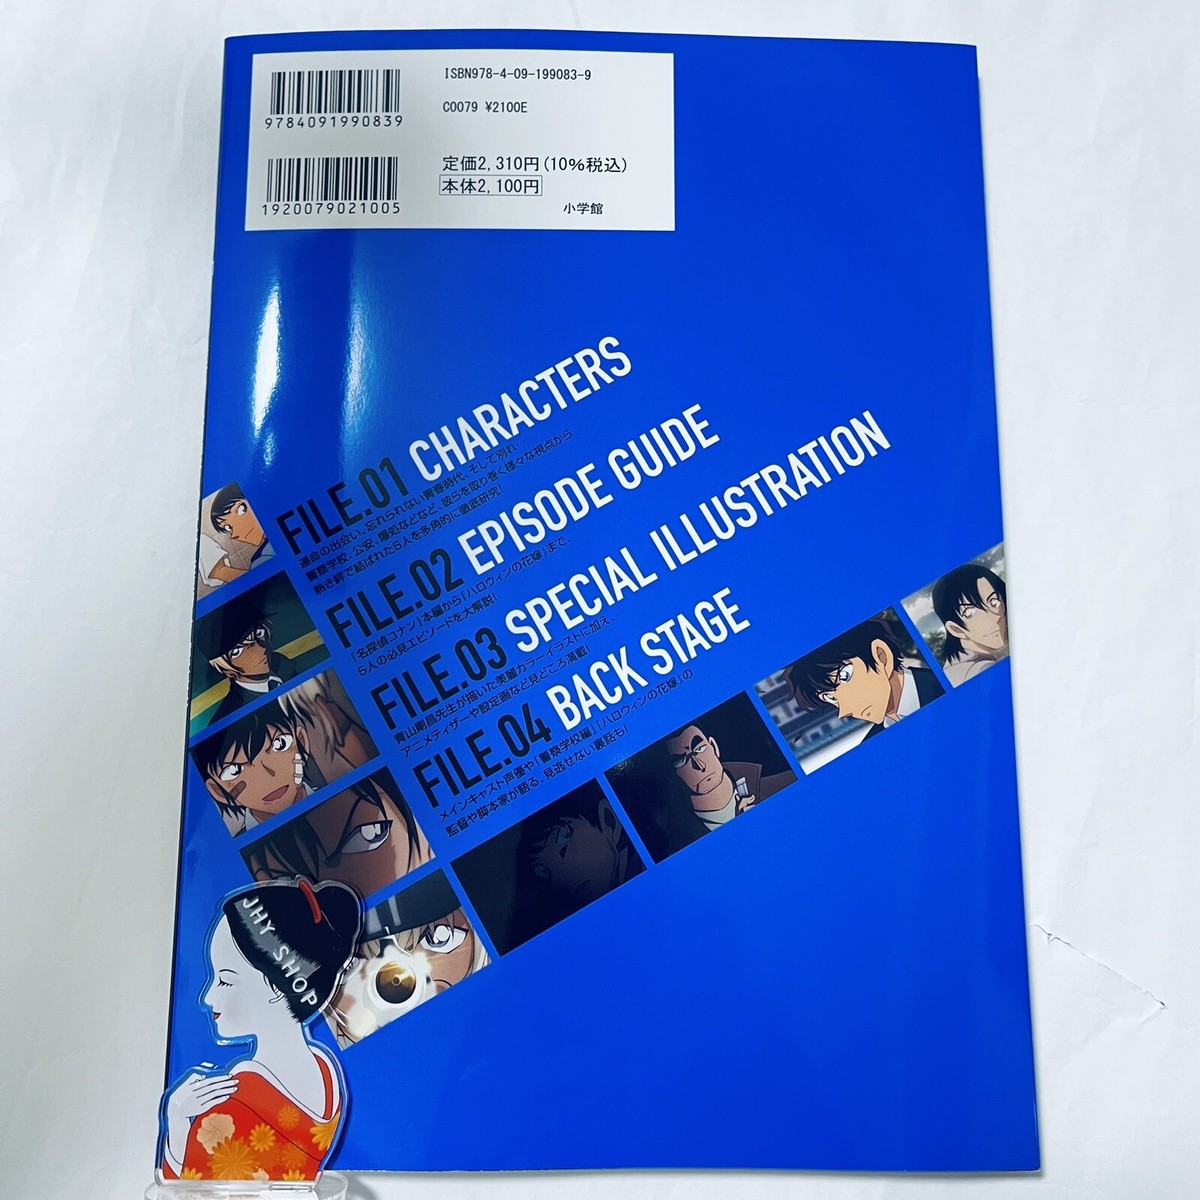 ISBN978-4-09-199083-9
9784091990839
C0079 ¥2100E
定価2,310円(10%税込)
本体2,100円
1920079021005
小学館
FILE.01 CHARACTERS
運命の出会い、忘れられない青春時代、そして別れ…
警察学校、公安、爆処などなど、彼らを取り巻く様々な視点から
熱き絆で結ばれた5人を多角的に徹底研究!
FILE.02 EPISODE GUIDE
『名探偵コナン』本編から『ハロウィンの花嫁』まで、
5人の必見エピソードを大解説!
FILE.03 SPECIAL ILLUSTRATION
青山剛昌先生が描いた美麗カラーイラストに加え、
アニメティザーや設定画など見どころ満載!
FILE.04 BACK STAGE
メインキャスト声優や『警察学校編』『ハロウィンの花嫁』の
監督や脚本家が語る、見逃せない裏話も!
JHY SHOP